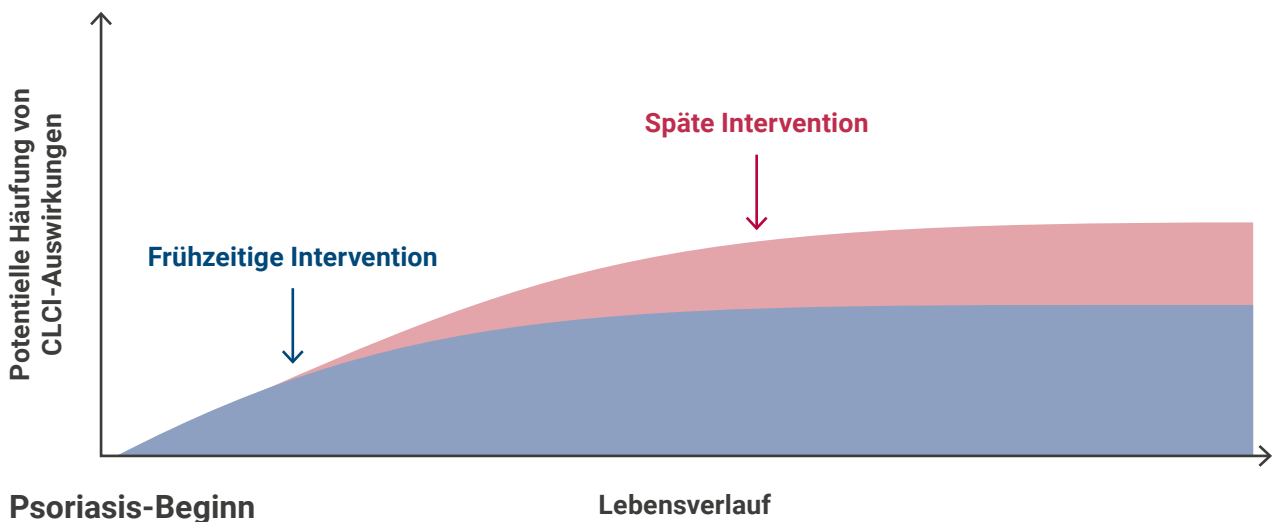 Potentielle Häufung von
CLCI-Auswirkungen
Späte Intervention
Frühzeitige Intervention
Psoriasis-Beginn
Lebensverlauf